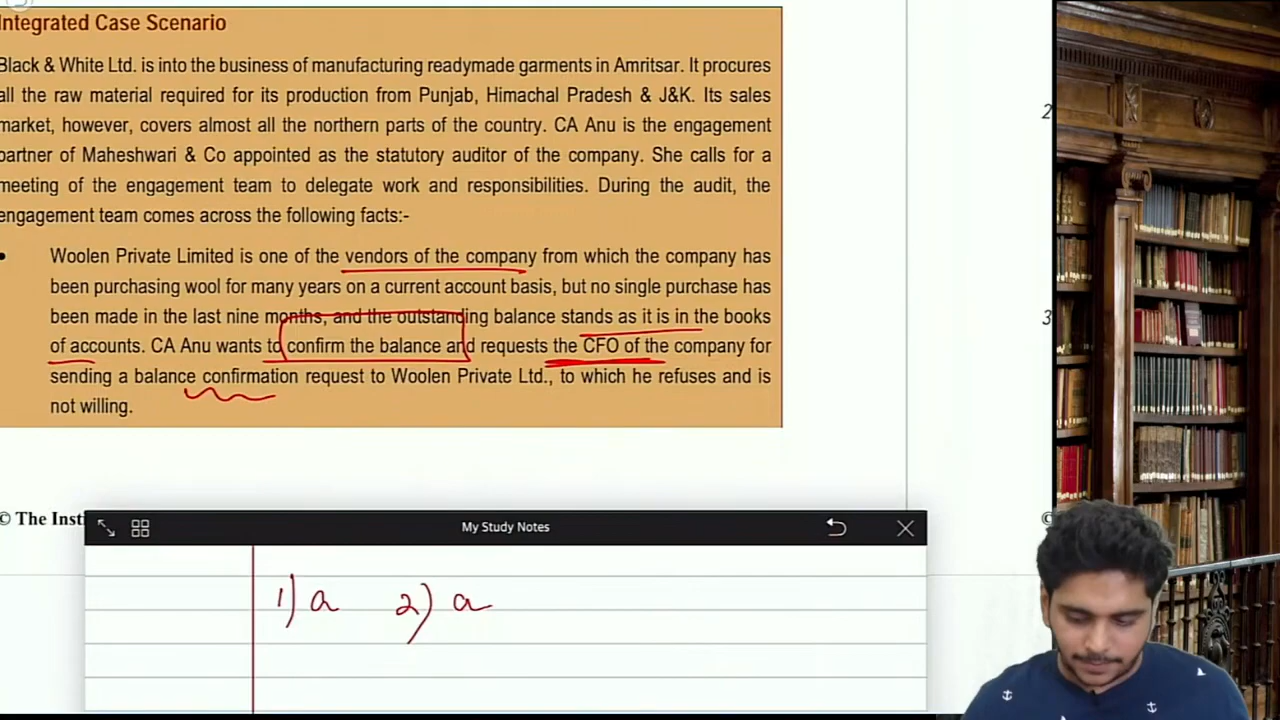 Integrated Case Scenario
Black & White Ltd. is into the business of manufacturing readymade garments in Amritsar. It procures
all the raw material required for its production from Punjab, Himachal Pradesh & J&K. Its sales
market, however, covers almost all the northern parts of the country. CA Anu is the engagement
partner of Maheshwari & Co appointed as the statutory auditor of the company. She calls for a
meeting of the engagement team to delegate work and responsibilities. During the audit, the
engagement team comes across the following facts:-
• Woolen Private Limited is one of the vendors of the company from which the company has
been purchasing wool for many years on a current account basis, but no single purchase has
been made in the last nine months, and the outstanding balance stands as it is in the books
of accounts. CA Anu wants to confirm the balance and requests the CFO of the company for
sending a balance confirmation request to Woolen Private Ltd., to which he refuses and is
not willing.
2
3
© The Insti
©
My Study Notes
1) a 2) a